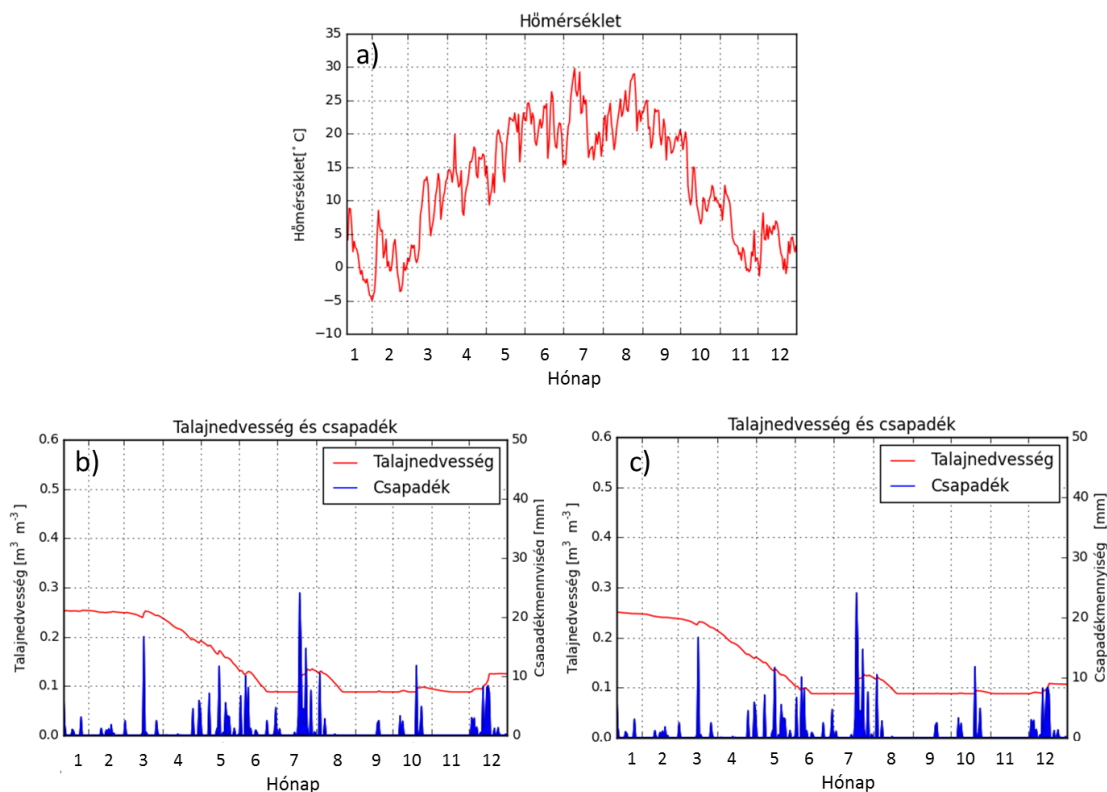 Hőmérséklet
a)
35
30
25
20
15
10
5
0
−5
−10
Hőmérséklet[°C]
1 2 3 4 5 6 7 8 9 10 11 12
Hónap
Talajnedvesség és csapadék
b)
Talajnedvesség
Csapadék
0.6
0.5
0.4
0.3
0.2
0.1
0.0
Talajnedvesség [m³ m⁻³]
50
40
30
20
10
0
Csapadékmennyiség [mm]
1 2 3 4 5 6 7 8 9 10 11 12
Hónap
Talajnedvesség és csapadék
c)
Talajnedvesség
Csapadék
0.6
0.5
0.4
0.3
0.2
0.1
0.0
Talajnedvesség [m³ m⁻³]
50
40
30
20
10
0
Csapadékmennyiség [mm]
1 2 3 4 5 6 7 8 9 10 11 12
Hónap